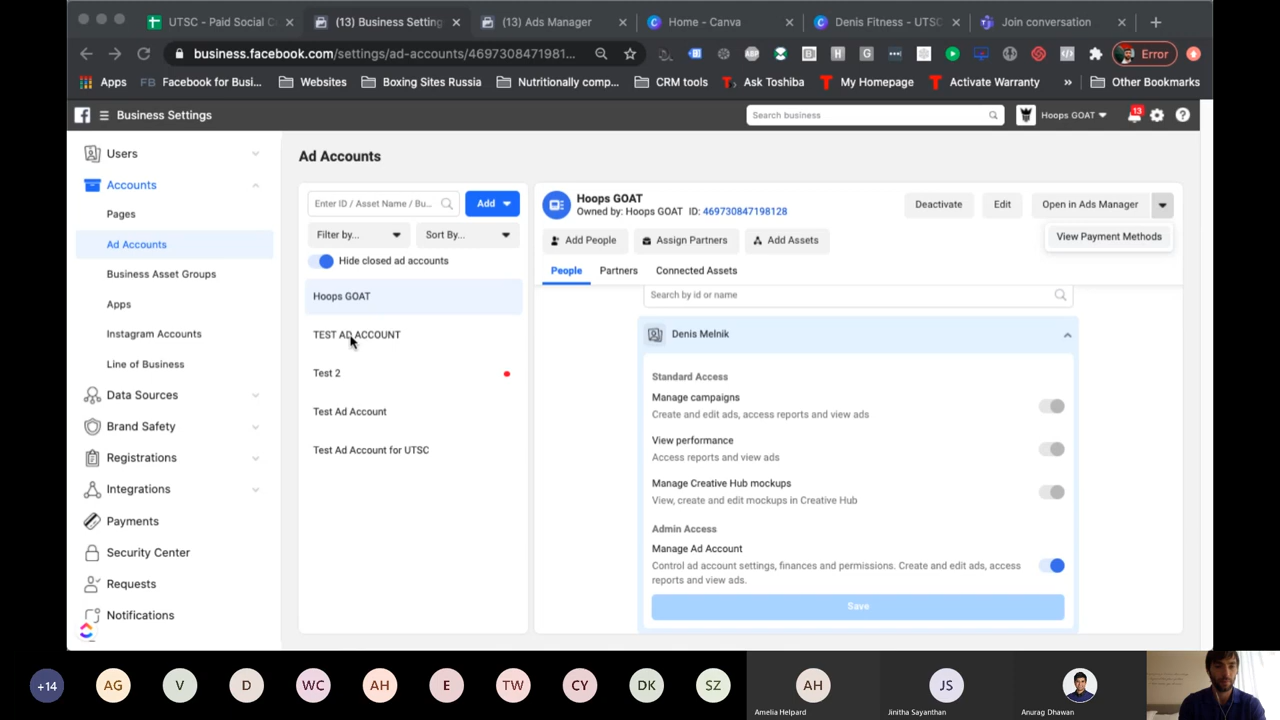 UTSC - Paid Social C
(13) Business Setting
(13) Ads Manager
Home - Canva
Denis Fitness - UTSC
Join conversation
business.facebook.com/settings/ad-accounts/4697308471981...
Error
Apps
FB Facebook for Busi...
Websites
Boxing Sites Russia
Nutritionally comp...
CRM tools
Ask Toshiba
My Homepage
Activate Warranty
»
Other Bookmarks
Business Settings
Search business
Hoops GOAT
13
Users
Accounts
Pages
Ad Accounts
Business Asset Groups
Apps
Instagram Accounts
Line of Business
Data Sources
Brand Safety
Registrations
Integrations
Payments
Security Center
Requests
Notifications
Ad Accounts
Enter ID / Asset Name / Bu...
Add
Filter by...
Sort By...
Hide closed ad accounts
Hoops GOAT
TEST AD ACCOUNT
Test 2
Test Ad Account
Test Ad Account for UTSC
Hoops GOAT
Owned by: Hoops GOAT ID: 469730847198128
Deactivate
Edit
Open in Ads Manager
View Payment Methods
Add People
Assign Partners
Add Assets
People
Partners
Connected Assets
Search by id or name
Denis Melnik
Standard Access
Manage campaigns
Create and edit ads, access reports and view ads
View performance
Access reports and view ads
Manage Creative Hub mockups
View, create and edit mockups in Creative Hub
Admin Access
Manage Ad Account
Control ad account settings, finances and permissions. Create and edit ads, access
reports and view ads.
Save
+14
AG
V
D
WC
AH
E
TW
CY
DK
SZ
AH
JS
Amelia Helpard
Jinitha Sayanthan
Anurag Dhawan